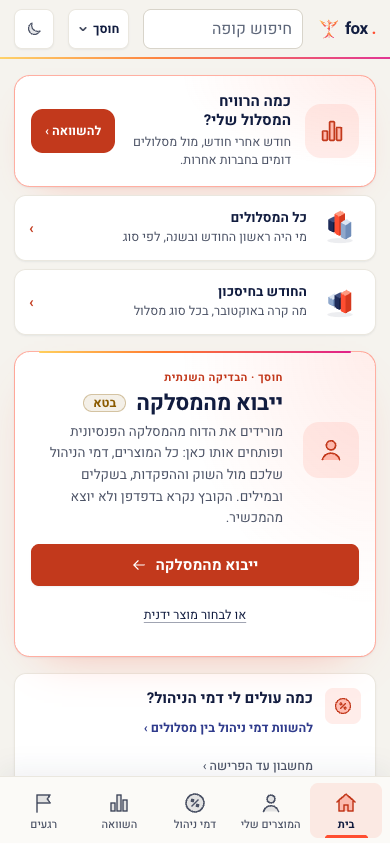 fox.
חיפוש קופה
חוסך
כמה הרוויח
המסלול שלי?
חודש אחרי חודש, מול מסלולים
דומים בחברות אחרות.
להשוואה ›
כל המסלולים
מי היה ראשון החודש ובשנה, לפי סוג
›
החודש בחיסכון
מה קרה באוקטובר, בכל סוג מסלול
›
חוסך · הבדיקה השנתית
ייבוא מהמסלקה
בטא
מורידים את הדוח מהמסלקה הפנסיונית
ופותחים אותו כאן: כל המוצרים, דמי הניהול
שלכם מול השוק וההפקדות, בשקלים
ובמילים. הקובץ נקרא בדפדפן ולא יוצא
מהמכשיר.
ייבוא מהמסלקה ←
או לבחור מוצר ידנית
כמה עולים לי דמי הניהול?
להשוות דמי ניהול בין מסלולים ›
מחשבון עד הפרישה ›
בית
המוצרים שלי
דמי ניהול
השוואה
רגעים